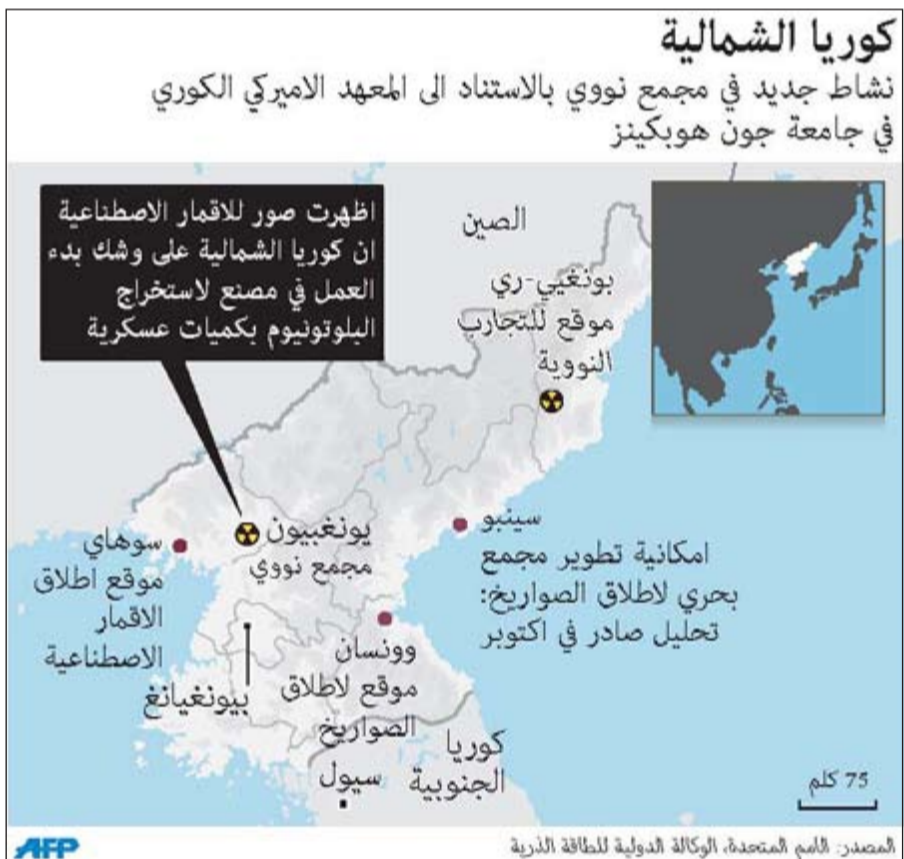 كوريا الشمالية
نشاط جديد في مجمع نووي بالاستناد الى المعهد الاميركي الكوري
في جامعة جون هوبكينز
اظهرت صور للاقمار الاصطناعية
ان كوريا الشمالية على وشك بدء
العمل في مصنع لاستخراج
البلوتونيوم بكميات عسكرية
الصين
بونغيي-ري
موقع للتجارب
النووية
سينبو
امكانية تطوير مجمع
بحري لاطلاق الصواريخ:
تحليل صادر في اكتوبر
يونغبيون
مجمع نووي
سوهاي
موقع اطلاق
الاقمار
الاصطناعية
وونسان
موقع لاطلاق
الصواريخ
بيونغيانغ
كوريا
الجنوبية
سيول
75 كلم
المصدر: الأمم المتحدة، الوكالة الدولية للطاقة الذرية
AFP